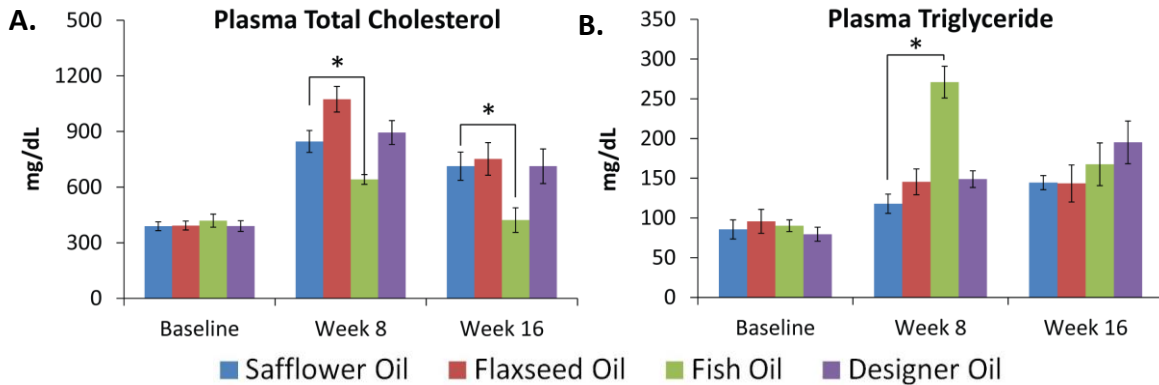 A.
Plasma Total Cholesterol
500
1200
900
600
300
0
mg/dL
*
*
Baseline
Week 8
Week 16
B.
Plasma Triglyceride
350
300
250
200
150
100
50
0
mg/dL
*
Baseline
Week 8
Week 16
Safflower Oil
Flaxseed Oil
Fish Oil
Designer Oil